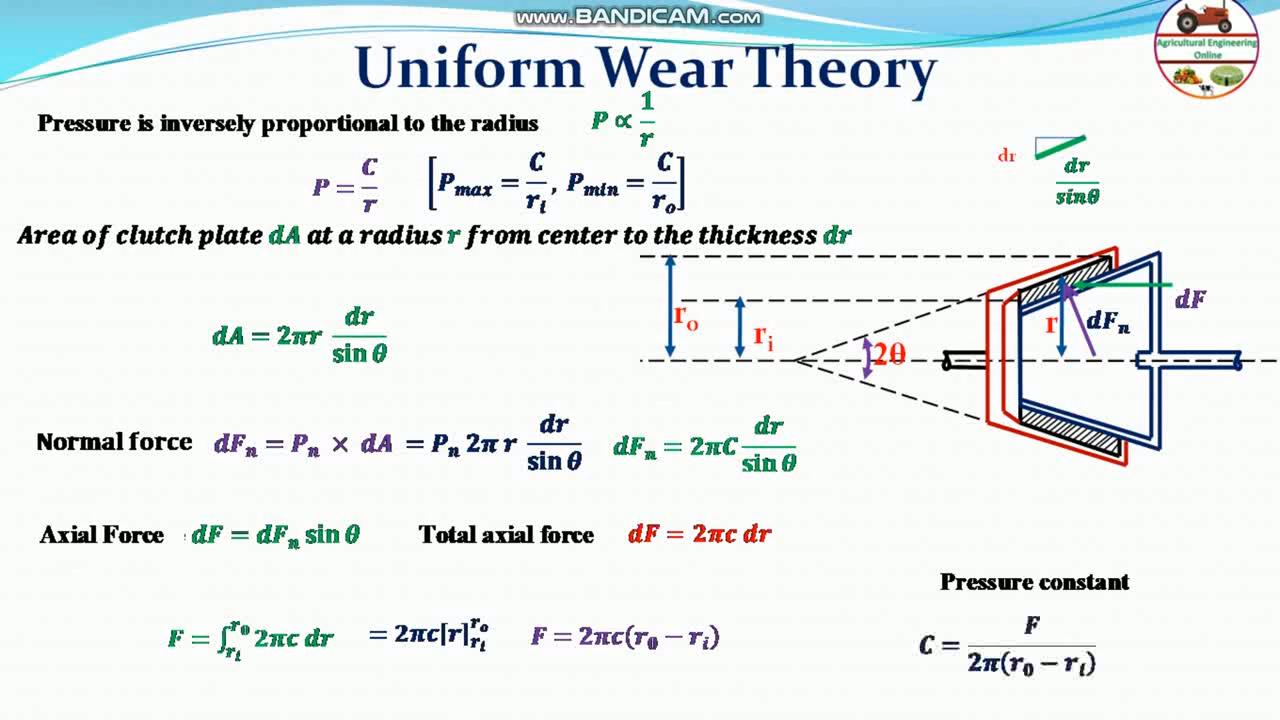 www.BANDICAM.com
Uniform Wear Theory
Agricultural Engineering
Online
Pressure is inversely proportional to the radius P ∝ 1/r
P = C/r [P_max = C/r_i, P_min = C/r_o]
dr
dr/sinθ
Area of clutch plate dA at a radius r from center to the thickness dr
dA = 2πr dr/sin θ
r_o
r_i
2θ
r
dF_n
dF
Normal force dF_n = P_n × dA = P_n 2π r dr/sin θ dF_n = 2πC dr/sin θ
Axial Force dF = dF_n sin θ Total axial force dF = 2πc dr
Pressure constant
F = ∫_{r_i}^{r_0} 2πc dr = 2πc[r]_{r_i}^{r_o} F = 2πc(r_0 − r_i)
C = F/2π(r_0 − r_i)